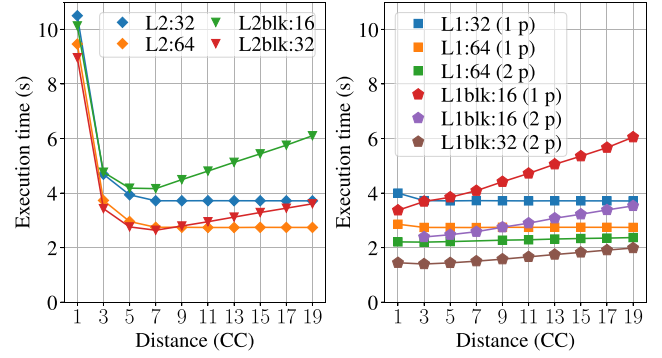 10
8
6
4
2
0
Execution time (s)
L2:32
L2:64
L2blk:16
L2blk:32
1 3 5 7 9 11 13 15 17 19
Distance (CC)
10
8
6
4
2
0
Execution time (s)
L1:32 (1 p)
L1:64 (1 p)
L1:64 (2 p)
L1blk:16 (1 p)
L1blk:16 (2 p)
L1blk:32 (2 p)
1 3 5 7 9 11 13 15 17 19
Distance (CC)